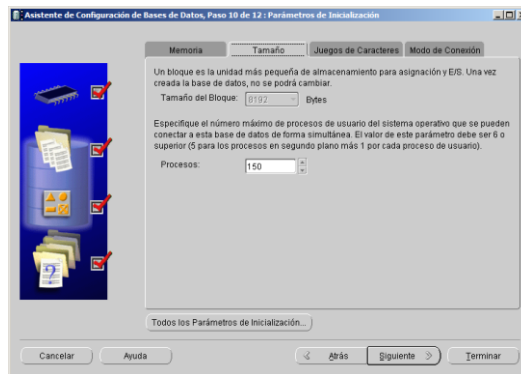 Asistente de Configuración de Bases de Datos, Paso 10 de 12 : Parámetros de Inicialización
Memoria
Tamaño
Juegos de Caracteres
Modo de Conexión
Un bloque es la unidad más pequeña de almacenamiento para asignación y E/S. Una vez
creada la base de datos, no se podrá cambiar.
Tamaño del Bloque: 8192 Bytes
Especifique el número máximo de procesos de usuario del sistema operativo que se pueden
conectar a esta base de datos de forma simultánea. El valor de este parámetro debe ser 6 o
superior (5 para los procesos en segundo plano más 1 por cada proceso de usuario).
Procesos: 150
?
Todos los Parámetros de Inicialización...
Cancelar
Ayuda
Atrás
Siguiente
Terminar